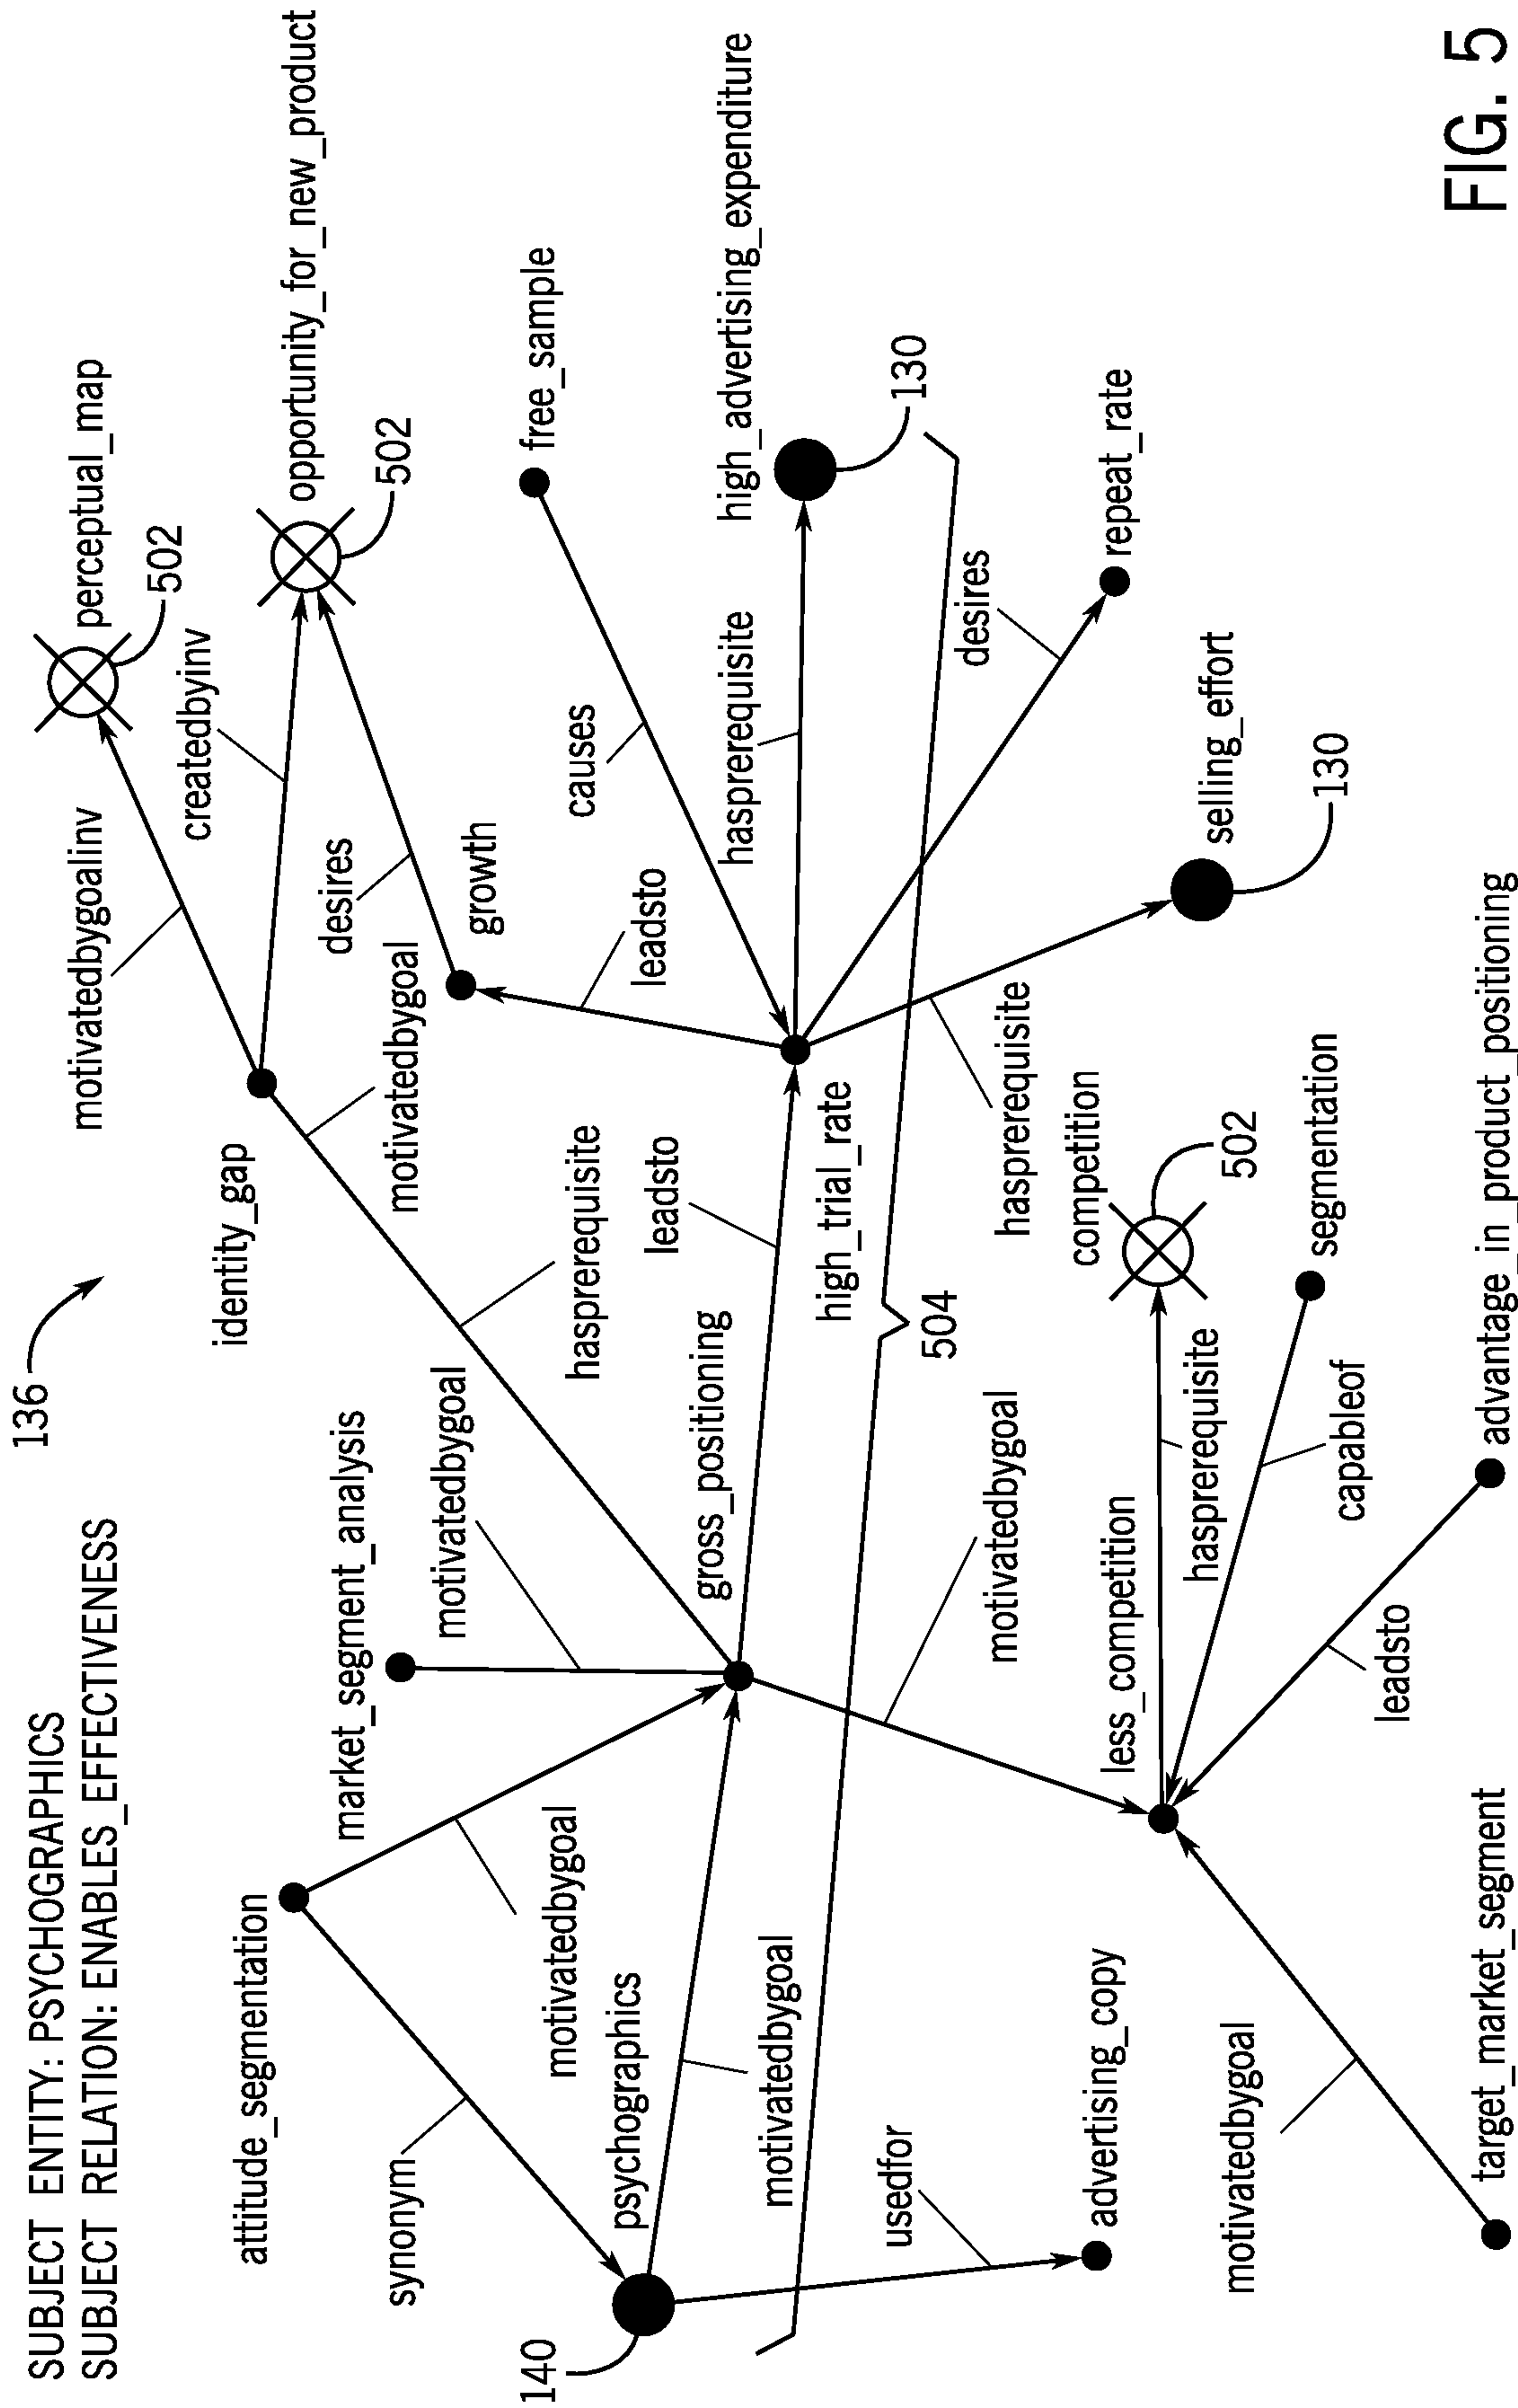 SUBJECT ENTITY: PSYCHOGRAPHICS
SUBJECT RELATION: ENABLES_EFFECTIVENESS
136
perceptual_map
502
motivatedbygoalinv
createdbyinv
opportunity_for_new_product
502
identity_gap
desires
motivatedbygoal
growth
attitude_segmentation
market_segment_analysis
motivatedbygoal
hasprerequisite
free_sample
causes
leadsto
synonym
motivatedbygoal
psychographics
140
gross_positioning
leadsto
hasprerequisite
high_advertising_expenditure
130
motivatedbygoal
high_trial_rate
usedfor
504
desires
motivatedbygoal
hasprerequisite
repeat_rate
advertising_copy
less_competition
competition
502
selling_effort
130
hasprerequisite
segmentation
motivatedbygoal
capableof
leadsto
target_market_segment
advantage_in_product_positioning
FIG. 5